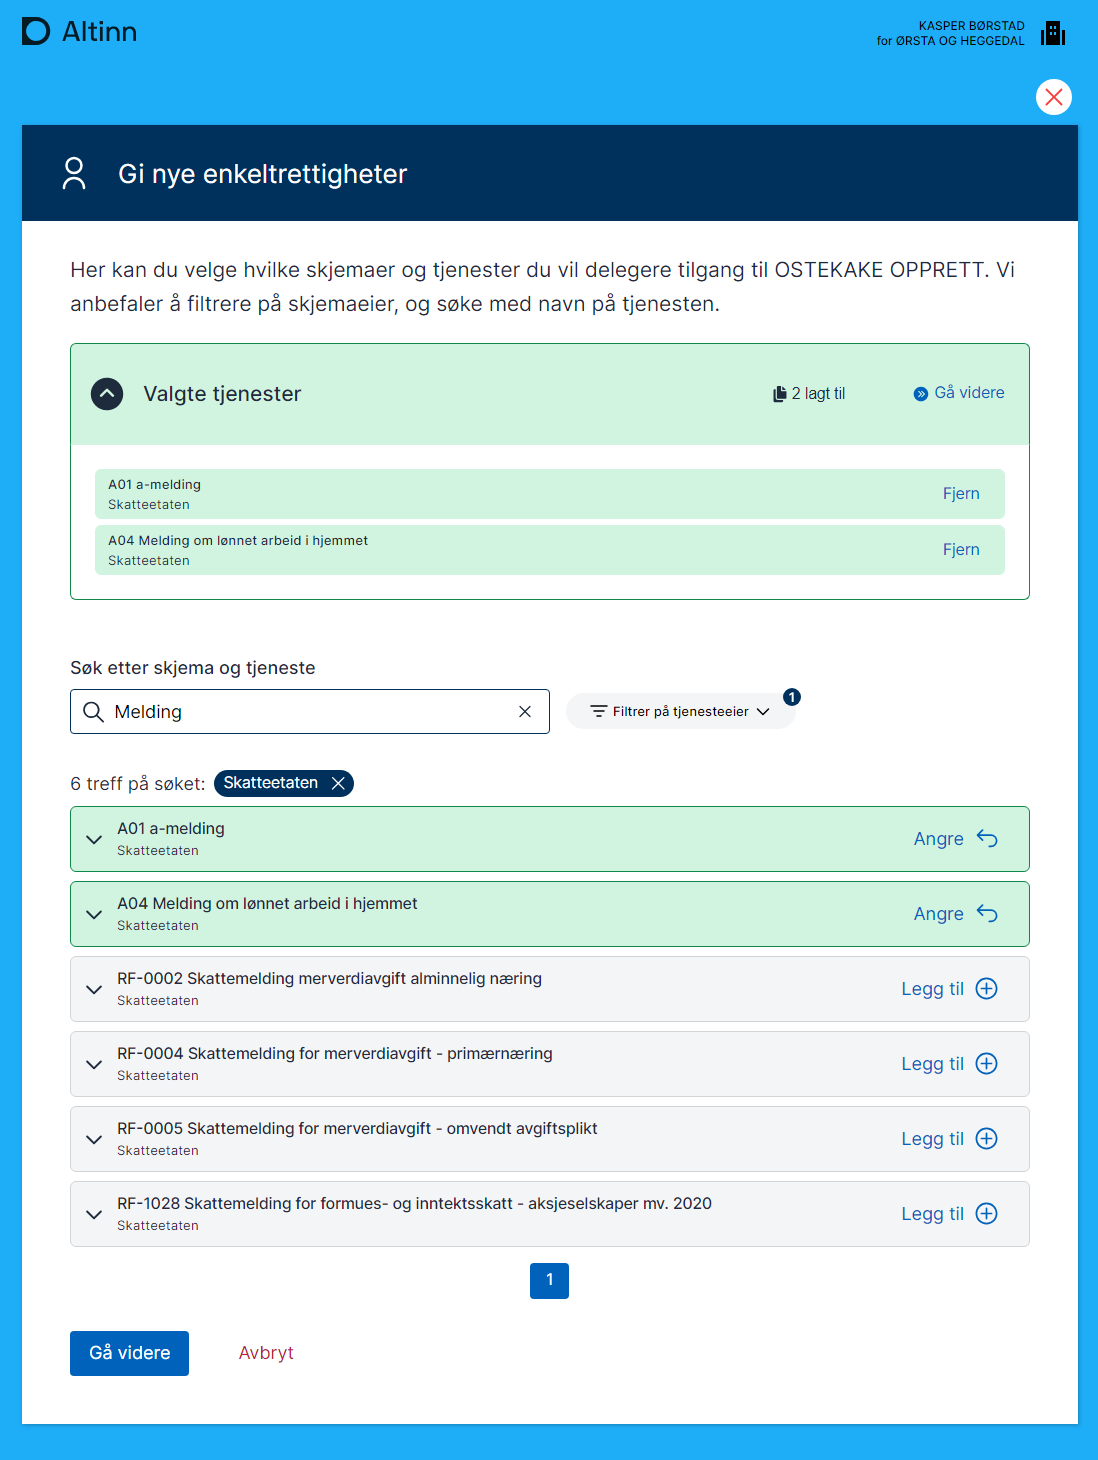 Altinn
KASPER BØRSTAD
for ØRSTA OG HEGGEDAL
Gi nye enkeltrettigheter
Her kan du velge hvilke skjemaer og tjenester du vil delegere tilgang til OSTEKAKE OPPRETT. Vi
anbefaler å filtrere på skjemaeier, og søke med navn på tjenesten.
Valgte tjenester
2 lagt til
Gå videre
A01 a-melding
Skatteetaten
Fjern
A04 Melding om lønnet arbeid i hjemmet
Skatteetaten
Fjern
Søk etter skjema og tjeneste
Melding
Filtrer på tjenesteeier
1
6 treff på søket:
Skatteetaten
A01 a-melding
Skatteetaten
Angre
A04 Melding om lønnet arbeid i hjemmet
Skatteetaten
Angre
RF-0002 Skattemelding merverdiavgift alminnelig næring
Skatteetaten
Legg til
RF-0004 Skattemelding for merverdiavgift - primærnæring
Skatteetaten
Legg til
RF-0005 Skattemelding for merverdiavgift - omvendt avgiftsplikt
Skatteetaten
Legg til
RF-1028 Skattemelding for formues- og inntektsskatt - aksjeselskaper mv. 2020
Skatteetaten
Legg til
1
Gå videre
Avbryt